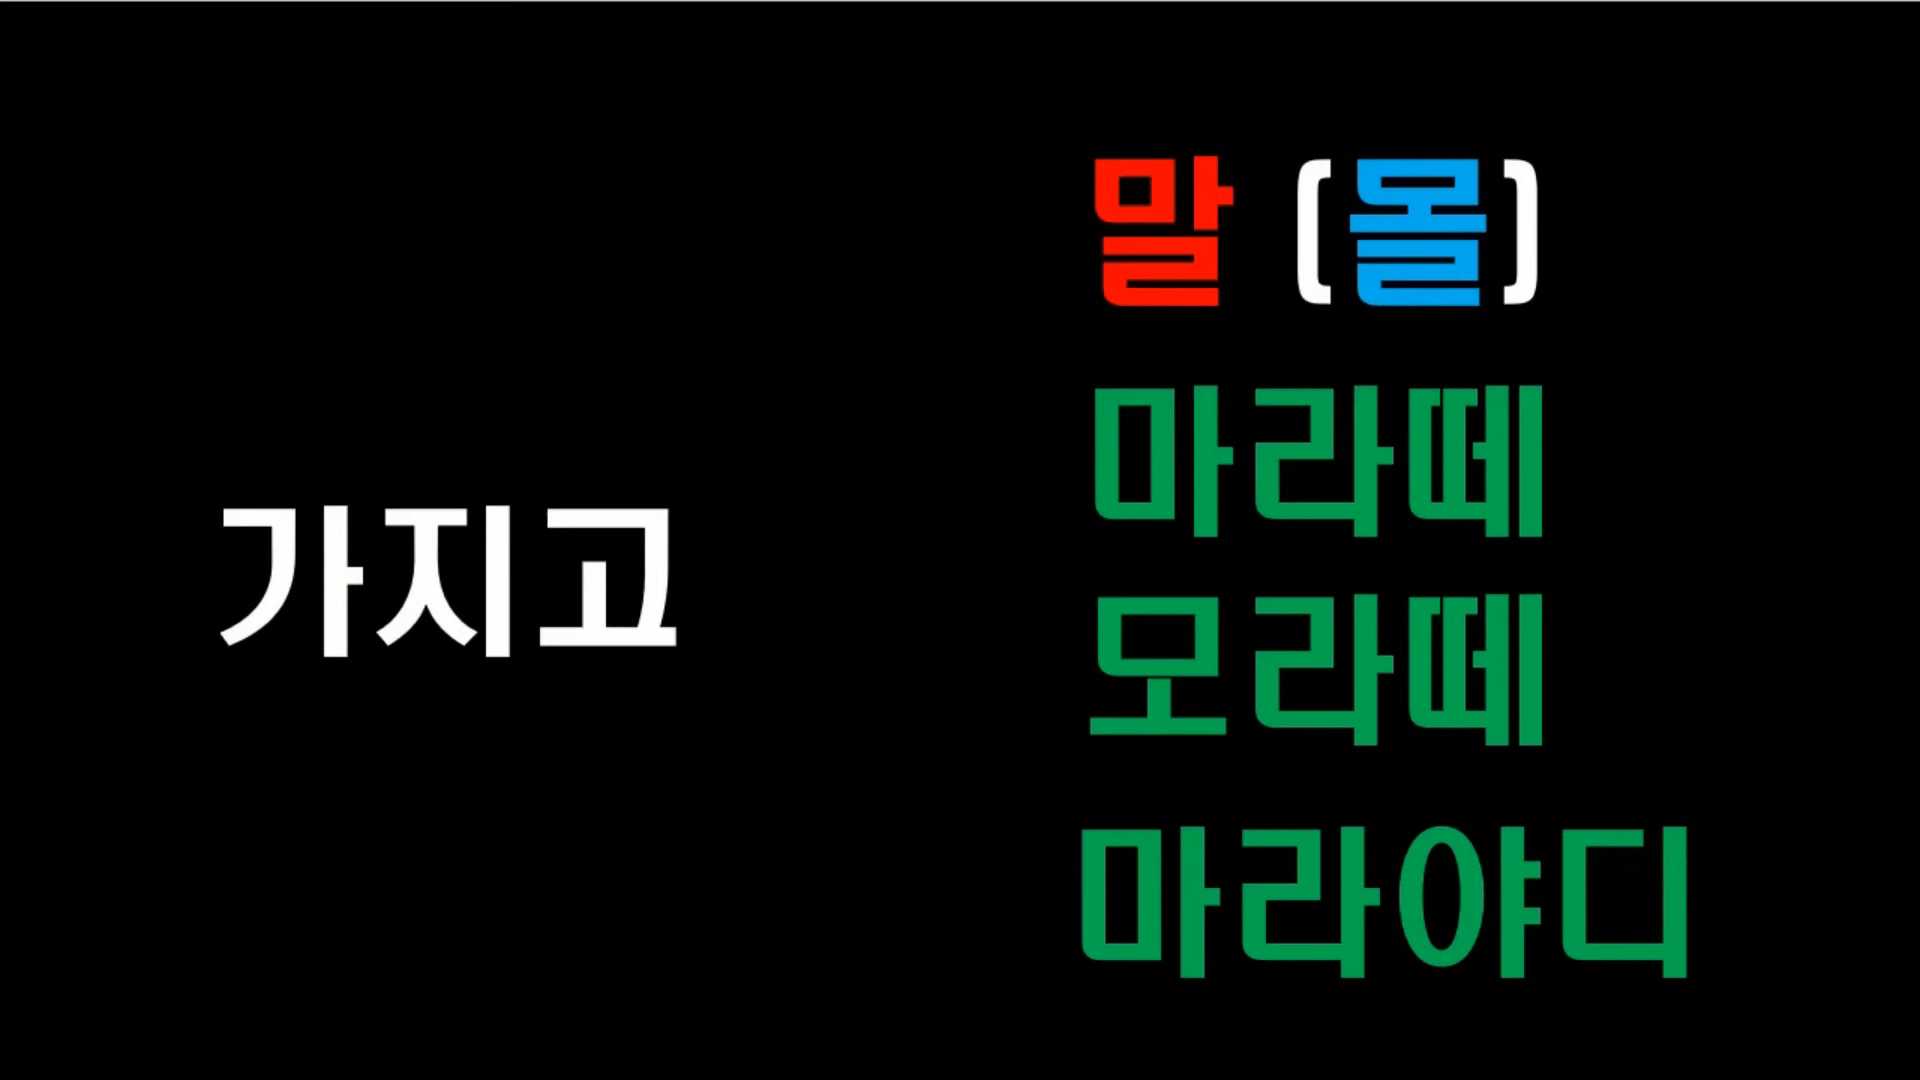 가지고
말 (몰)
마라떼
모라떼
마라야디